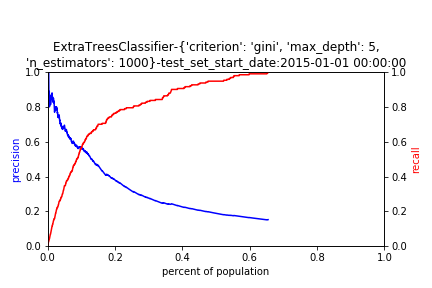 ExtraTreesClassifier-{'criterion': 'gini', 'max_depth': 5,
'n_estimators': 1000}-test_set_start_date:2015-01-01 00:00:00
1.0
0.8
0.6
0.4
0.2
0.0
precision
1.0
0.8
0.6
0.4
0.2
0.0
recall
0.0 0.2 0.4 0.6 0.8 1.0
percent of population